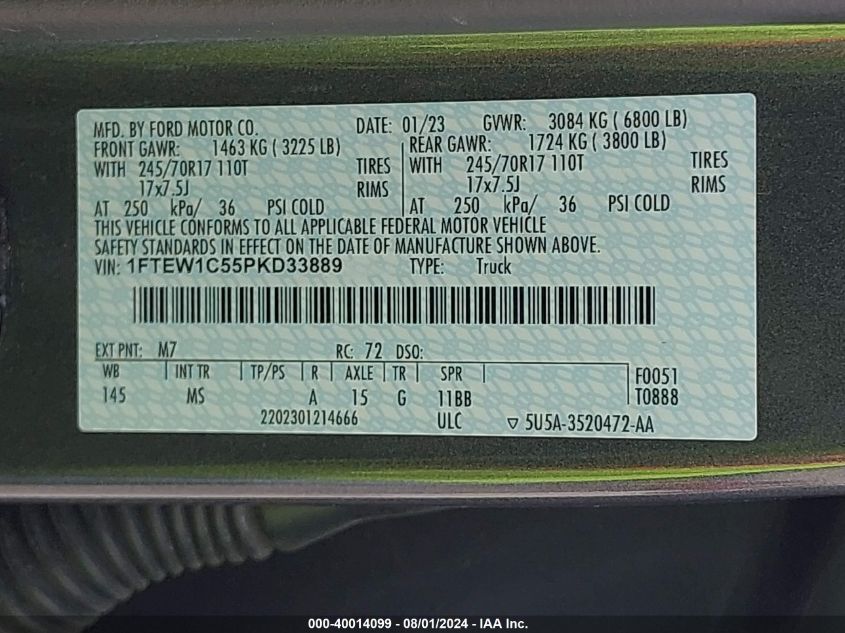 MFD. BY FORD MOTOR CO. DATE: 01/23 GVWR: 3084 KG ( 6800 LB)
FRONT GAWR: 1463 KG ( 3225 LB) REAR GAWR: 1724 KG ( 3800 LB)
WITH 245/70R17 110T TIRES WITH 245/70R17 110T TIRES
17x7.5J RIMS 17x7.5J RIMS
AT 250 kPa/ 36 PSI COLD AT 250 kPa/ 36 PSI COLD
THIS VEHICLE CONFORMS TO ALL APPLICABLE FEDERAL MOTOR VEHICLE
SAFETY STANDARDS IN EFFECT ON THE DATE OF MANUFACTURE SHOWN ABOVE.
VIN: 1FTEW1C55PKD33889 TYPE: Truck
EXT PNT: M7 RC: 72 DSO:
WB INT TR TP/PS R AXLE TR SPR F0051
145 MS A 15 G 11BB T0888
2202301214666 ULC ▽ 5U5A-3520472-AA
000-40014099 - 08/01/2024 - IAA Inc.